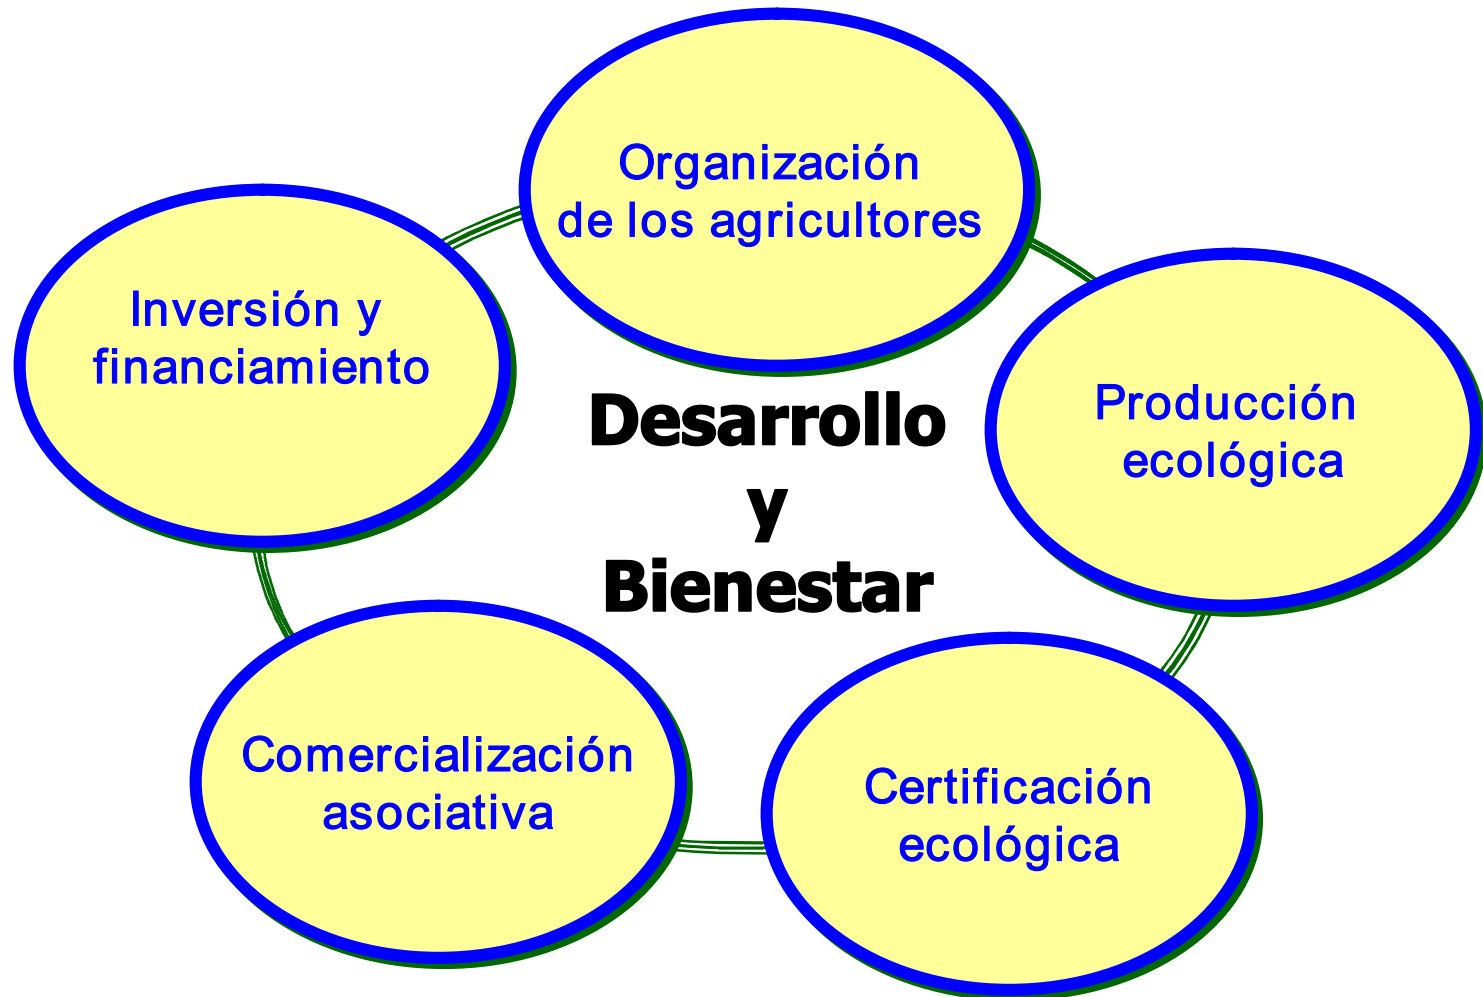 Organización
de los agricultores
Inversión y
financiamiento
Producción
ecológica
Desarrollo
y
Bienestar
Comercialización
asociativa
Certificación
ecológica